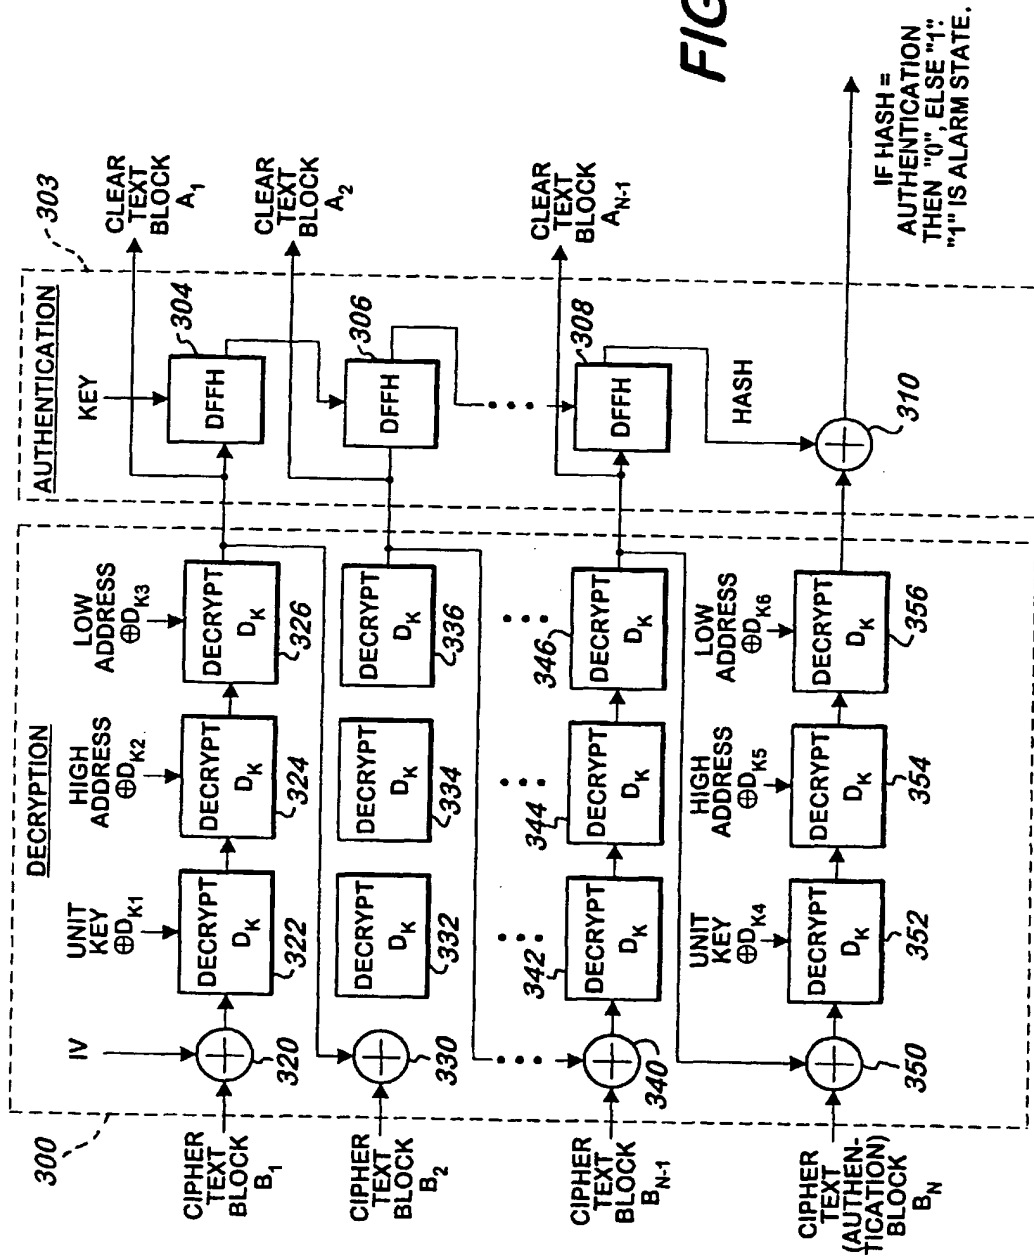 FIG
300
DECRYPTION
AUTHENTICATION
303
CIPHER
TEXT
BLOCK
B1
IV
320
UNIT
KEY
⊕DK1
DECRYPT
DK
322
HIGH
ADDRESS
⊕DK2
DECRYPT
DK
324
LOW
ADDRESS
⊕DK3
DECRYPT
DK
326
KEY
DFFH
304
CLEAR
TEXT
BLOCK
A1
CIPHER
TEXT
BLOCK
B2
330
DECRYPT
DK
332
DECRYPT
DK
334
DECRYPT
DK
336
DFFH
306
CLEAR
TEXT
BLOCK
A2
CIPHER
TEXT
BLOCK
BN-1
340
342
DECRYPT
DK
344
DECRYPT
DK
346
DECRYPT
DK
DFFH
308
CLEAR
TEXT
BLOCK
AN-1
CIPHER
TEXT
(AUTHEN-
TICATION)
BLOCK
BN
350
UNIT
KEY
⊕DK4
DECRYPT
DK
352
HIGH
ADDRESS
⊕DK5
DECRYPT
DK
354
LOW
ADDRESS
⊕DK6
DECRYPT
DK
356
HASH
310
IF HASH =
AUTHENTICATION
THEN "0", ELSE "1":
"1" IS ALARM STATE.